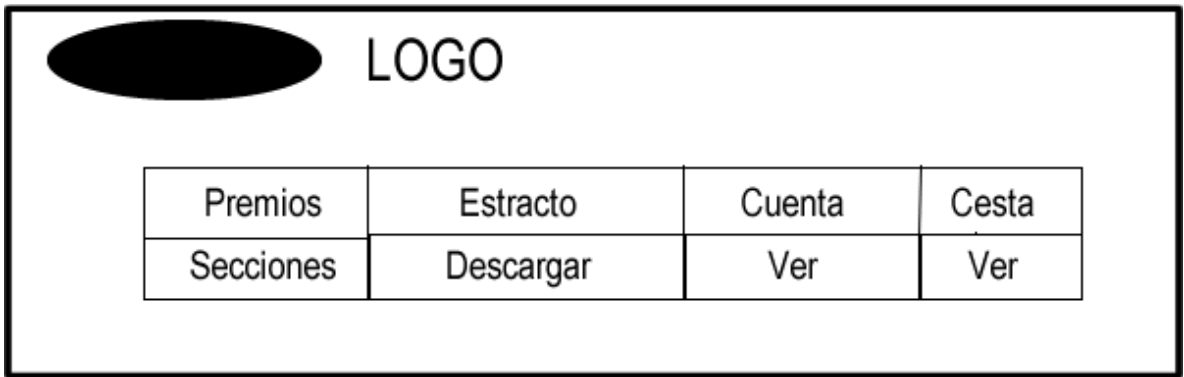 LOGO
Premios Estracto Cuenta Cesta
Secciones Descargar Ver Ver